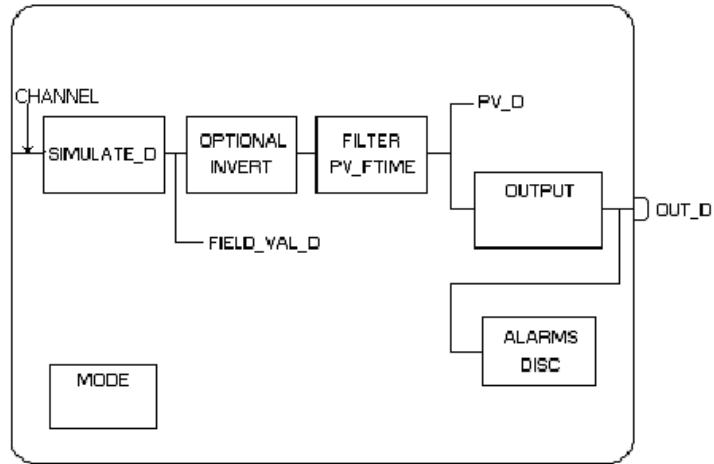 CHANNEL
SIMULATE_D
OPTIONAL
INVERT
FILTER
PV_FTIME
PV_D
OUTPUT
OUT_D
FIELD_VAL_D
ALARMS
DISC
MODE